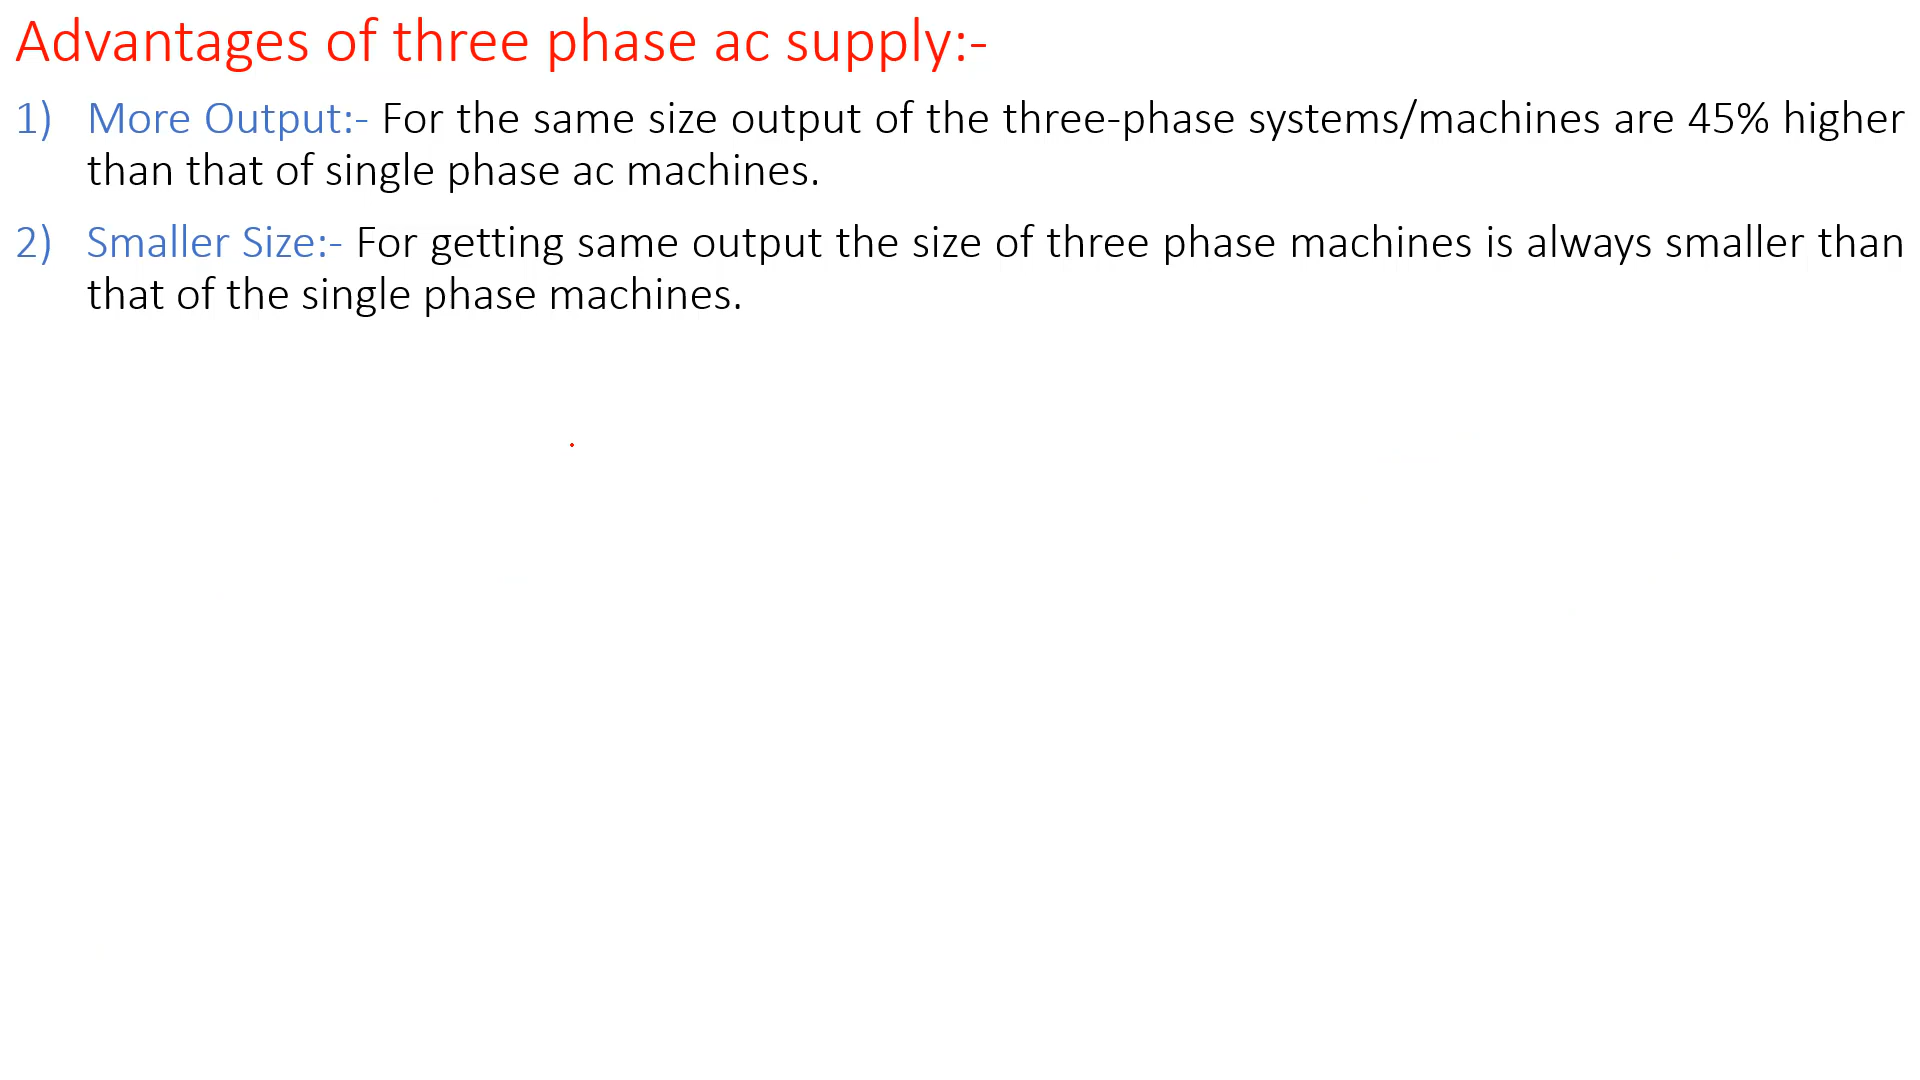 Advantages of three phase ac supply:-
1) More Output:- For the same size output of the three-phase systems/machines are 45% higher
than that of single phase ac machines.
2) Smaller Size:- For getting same output the size of three phase machines is always smaller than
that of the single phase machines.